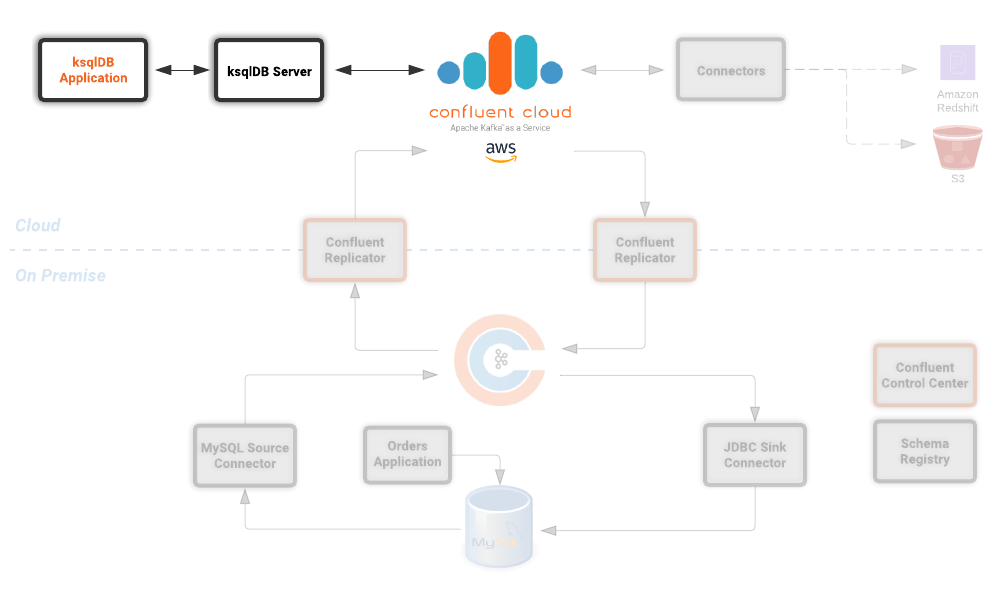 ksqlDB
Application
ksqlDB Server
confluent cloud
Apache Kafka® as a Service
aws
Connectors
Amazon
Redshift
S3
Cloud
On Premise
Confluent
Replicator
Confluent
Replicator
Confluent
Control Center
MySQL Source
Connector
Orders
Application
JDBC Sink
Connector
Schema
Registry
MySQL